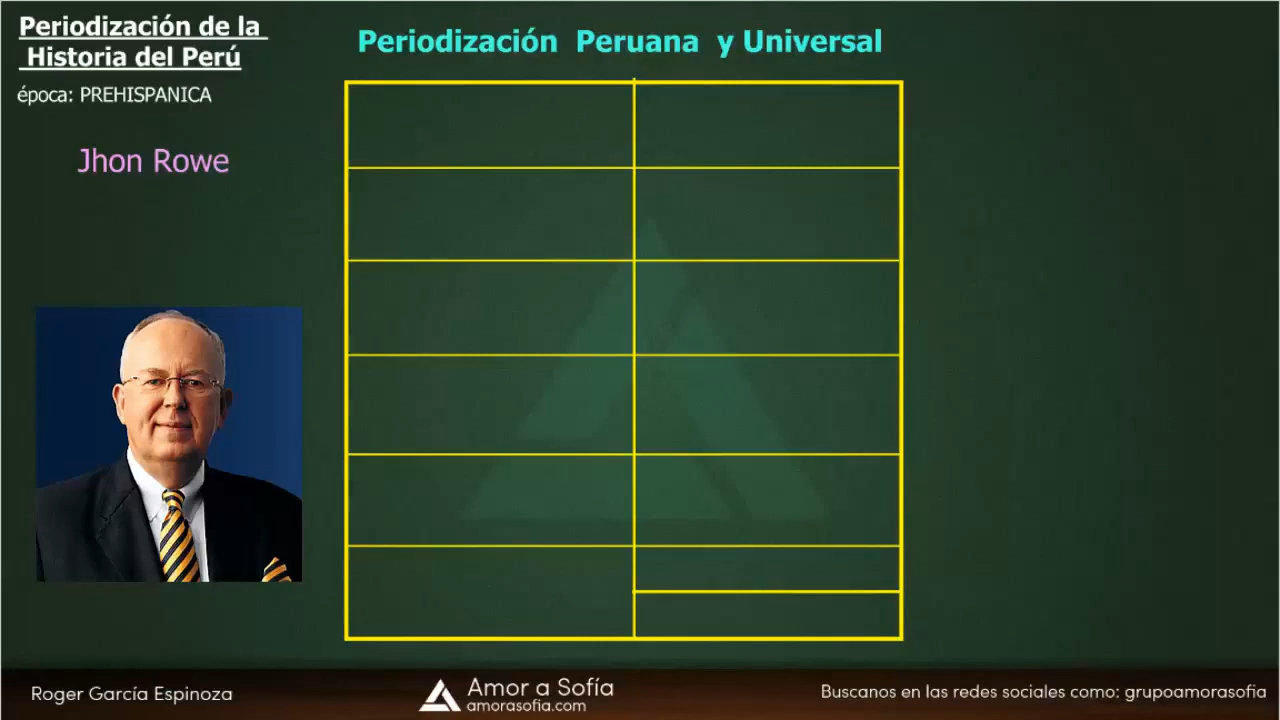 Periodización de la
Historia del Perú
época: PREHISPANICA
Jhon Rowe
Periodización Peruana y Universal
Roger García Espinoza
Amor a Sofía
amorasofia.com
Buscanos en las redes sociales como: grupoamorasofia